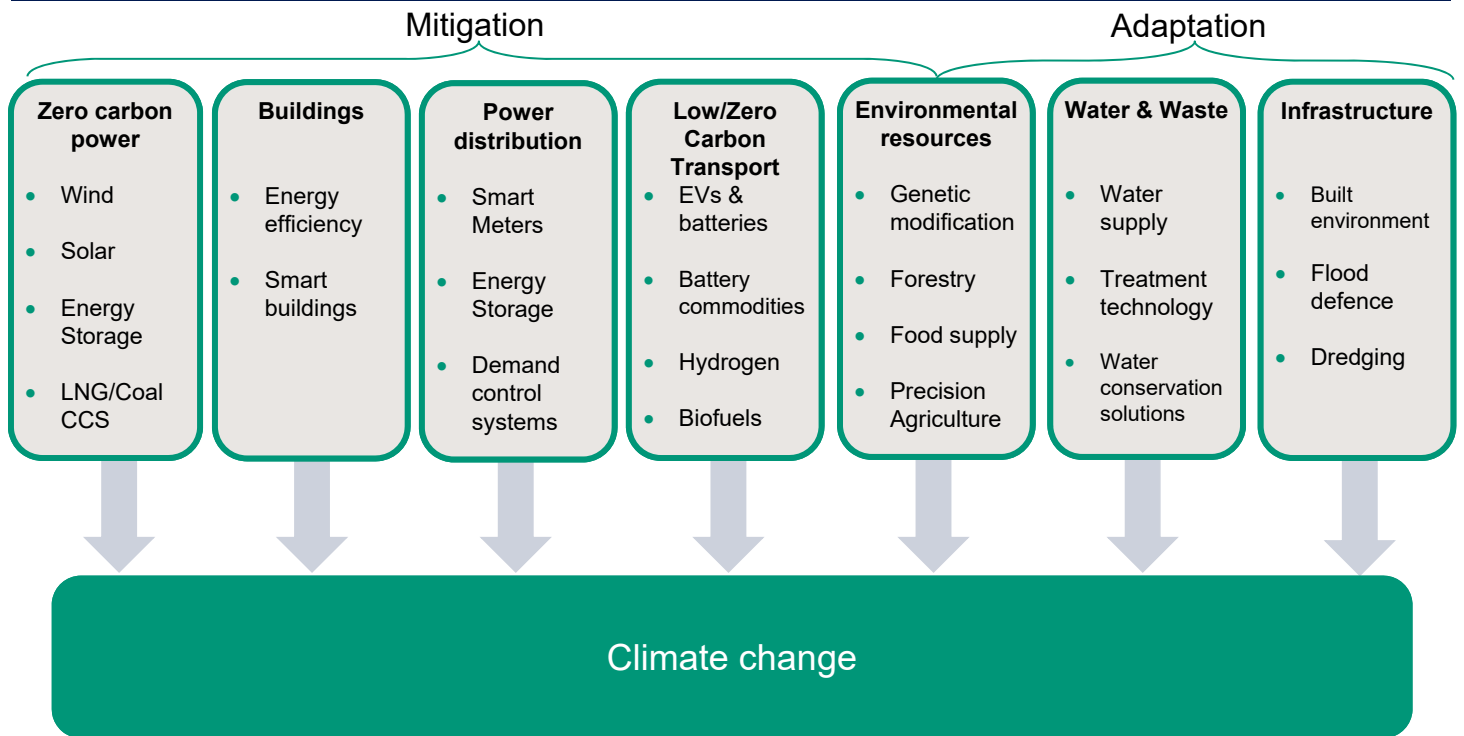 Mitigation
Adaptation
Zero carbon
power
• Wind
• Solar
• Energy
Storage
• LNG/Coal
CCS
Buildings
• Energy
efficiency
• Smart
buildings
Power
distribution
• Smart
Meters
• Energy
Storage
• Demand
control
systems
Low/Zero
Carbon
Transport
• EVs &
batteries
• Battery
commodities
• Hydrogen
• Biofuels
Environmental
resources
• Genetic
modification
• Forestry
• Food supply
• Precision
Agriculture
Water & Waste
• Water
supply
• Treatment
technology
• Water
conservation
solutions
Infrastructure
• Built
environment
• Flood
defence
• Dredging
Climate change